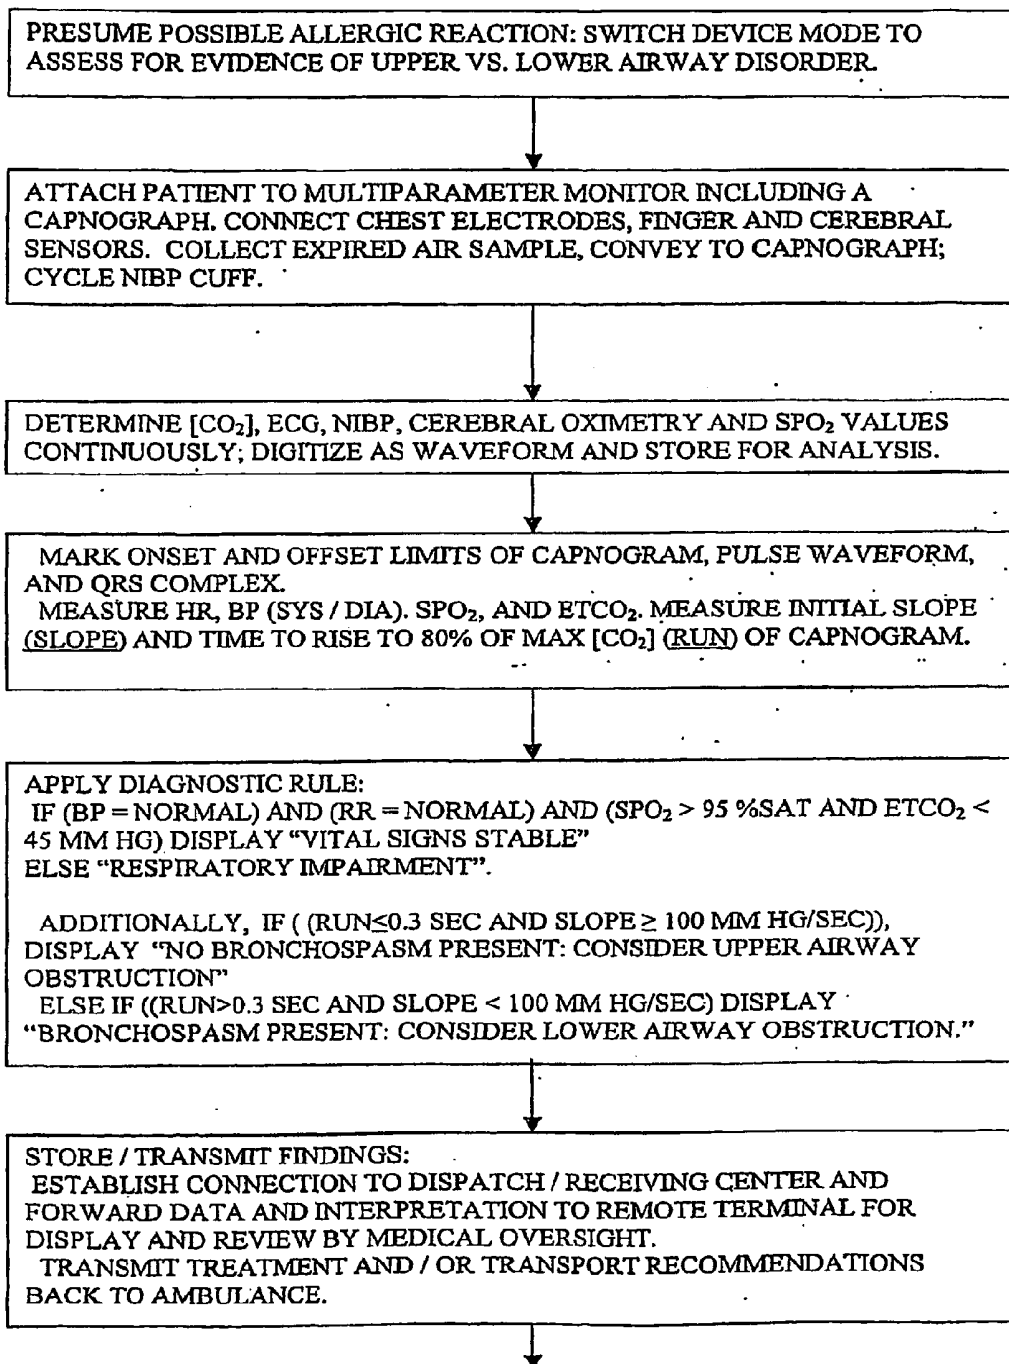 PRESUME POSSIBLE ALLERGIC REACTION: SWITCH DEVICE MODE TO
ASSESS FOR EVIDENCE OF UPPER VS. LOWER AIRWAY DISORDER.
ATTACH PATIENT TO MULTIPARAMETER MONITOR INCLUDING A
CAPNOGRAPH. CONNECT CHEST ELECTRODES, FINGER AND CEREBRAL
SENSORS. COLLECT EXPIRED AIR SAMPLE, CONVEY TO CAPNOGRAPH;
CYCLE NIBP CUFF.
DETERMINE [CO₂], ECG, NIBP, CEREBRAL OXIMETRY AND SPO₂ VALUES
CONTINUOUSLY; DIGITIZE AS WAVEFORM AND STORE FOR ANALYSIS.
MARK ONSET AND OFFSET LIMITS OF CAPNOGRAM, PULSE WAVEFORM,
AND QRS COMPLEX.
MEASURE HR, BP (SYS / DIA). SPO₂, AND ETCO₂. MEASURE INITIAL SLOPE
(SLOPE) AND TIME TO RISE TO 80% OF MAX [CO₂] (RUN) OF CAPNOGRAM.
APPLY DIAGNOSTIC RULE:
IF (BP = NORMAL) AND (RR = NORMAL) AND (SPO₂ > 95 %SAT AND ETCO₂ <
45 MM HG) DISPLAY “VITAL SIGNS STABLE”
ELSE “RESPIRATORY IMPAIRMENT”.
ADDITIONALLY, IF ( (RUN≤0.3 SEC AND SLOPE ≥ 100 MM HG/SEC)),
DISPLAY “NO BRONCHOSPASM PRESENT: CONSIDER UPPER AIRWAY
OBSTRUCTION”
ELSE IF ((RUN>0.3 SEC AND SLOPE < 100 MM HG/SEC) DISPLAY
“BRONCHOSPASM PRESENT: CONSIDER LOWER AIRWAY OBSTRUCTION.”
STORE / TRANSMIT FINDINGS:
ESTABLISH CONNECTION TO DISPATCH / RECEIVING CENTER AND
FORWARD DATA AND INTERPRETATION TO REMOTE TERMINAL FOR
DISPLAY AND REVIEW BY MEDICAL OVERSIGHT.
TRANSMIT TREATMENT AND / OR TRANSPORT RECOMMENDATIONS
BACK TO AMBULANCE.